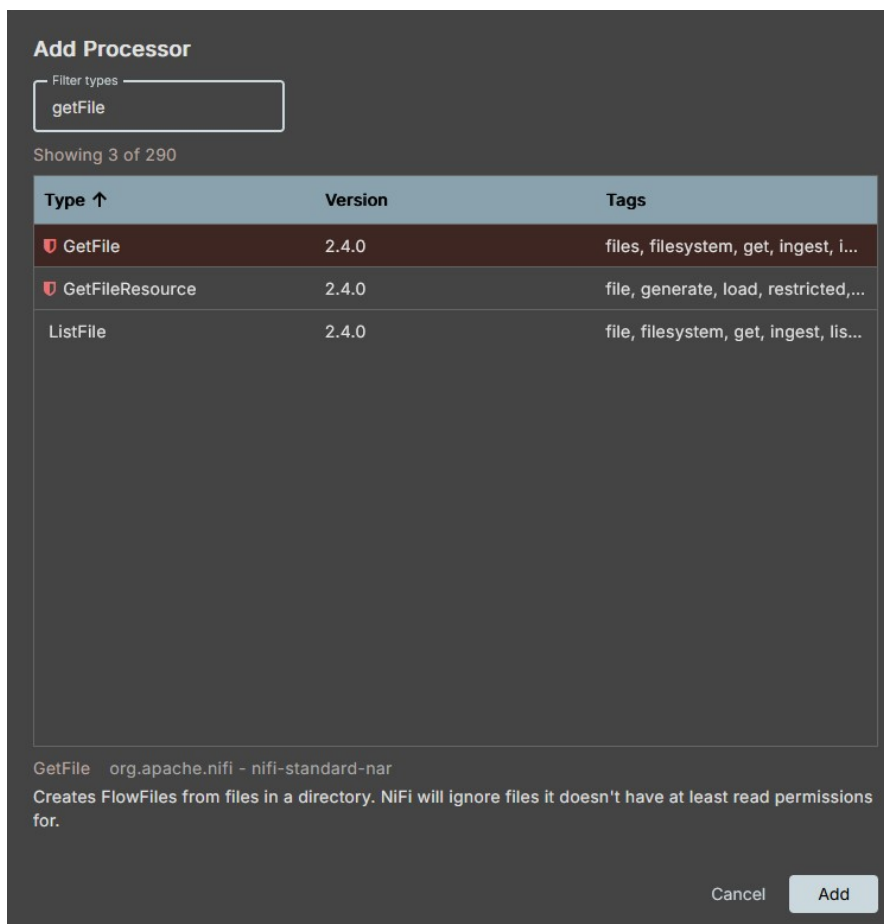 Add Processor
Filter types
getFile
Showing 3 of 290
Type ↑ Version Tags
GetFile 2.4.0 files, filesystem, get, ingest, i...
GetFileResource 2.4.0 file, generate, load, restricted,...
ListFile 2.4.0 file, filesystem, get, ingest, lis...
GetFile org.apache.nifi - nifi-standard-nar
Creates FlowFiles from files in a directory. NiFi will ignore files it doesn't have at least read permissions
for.
Cancel Add